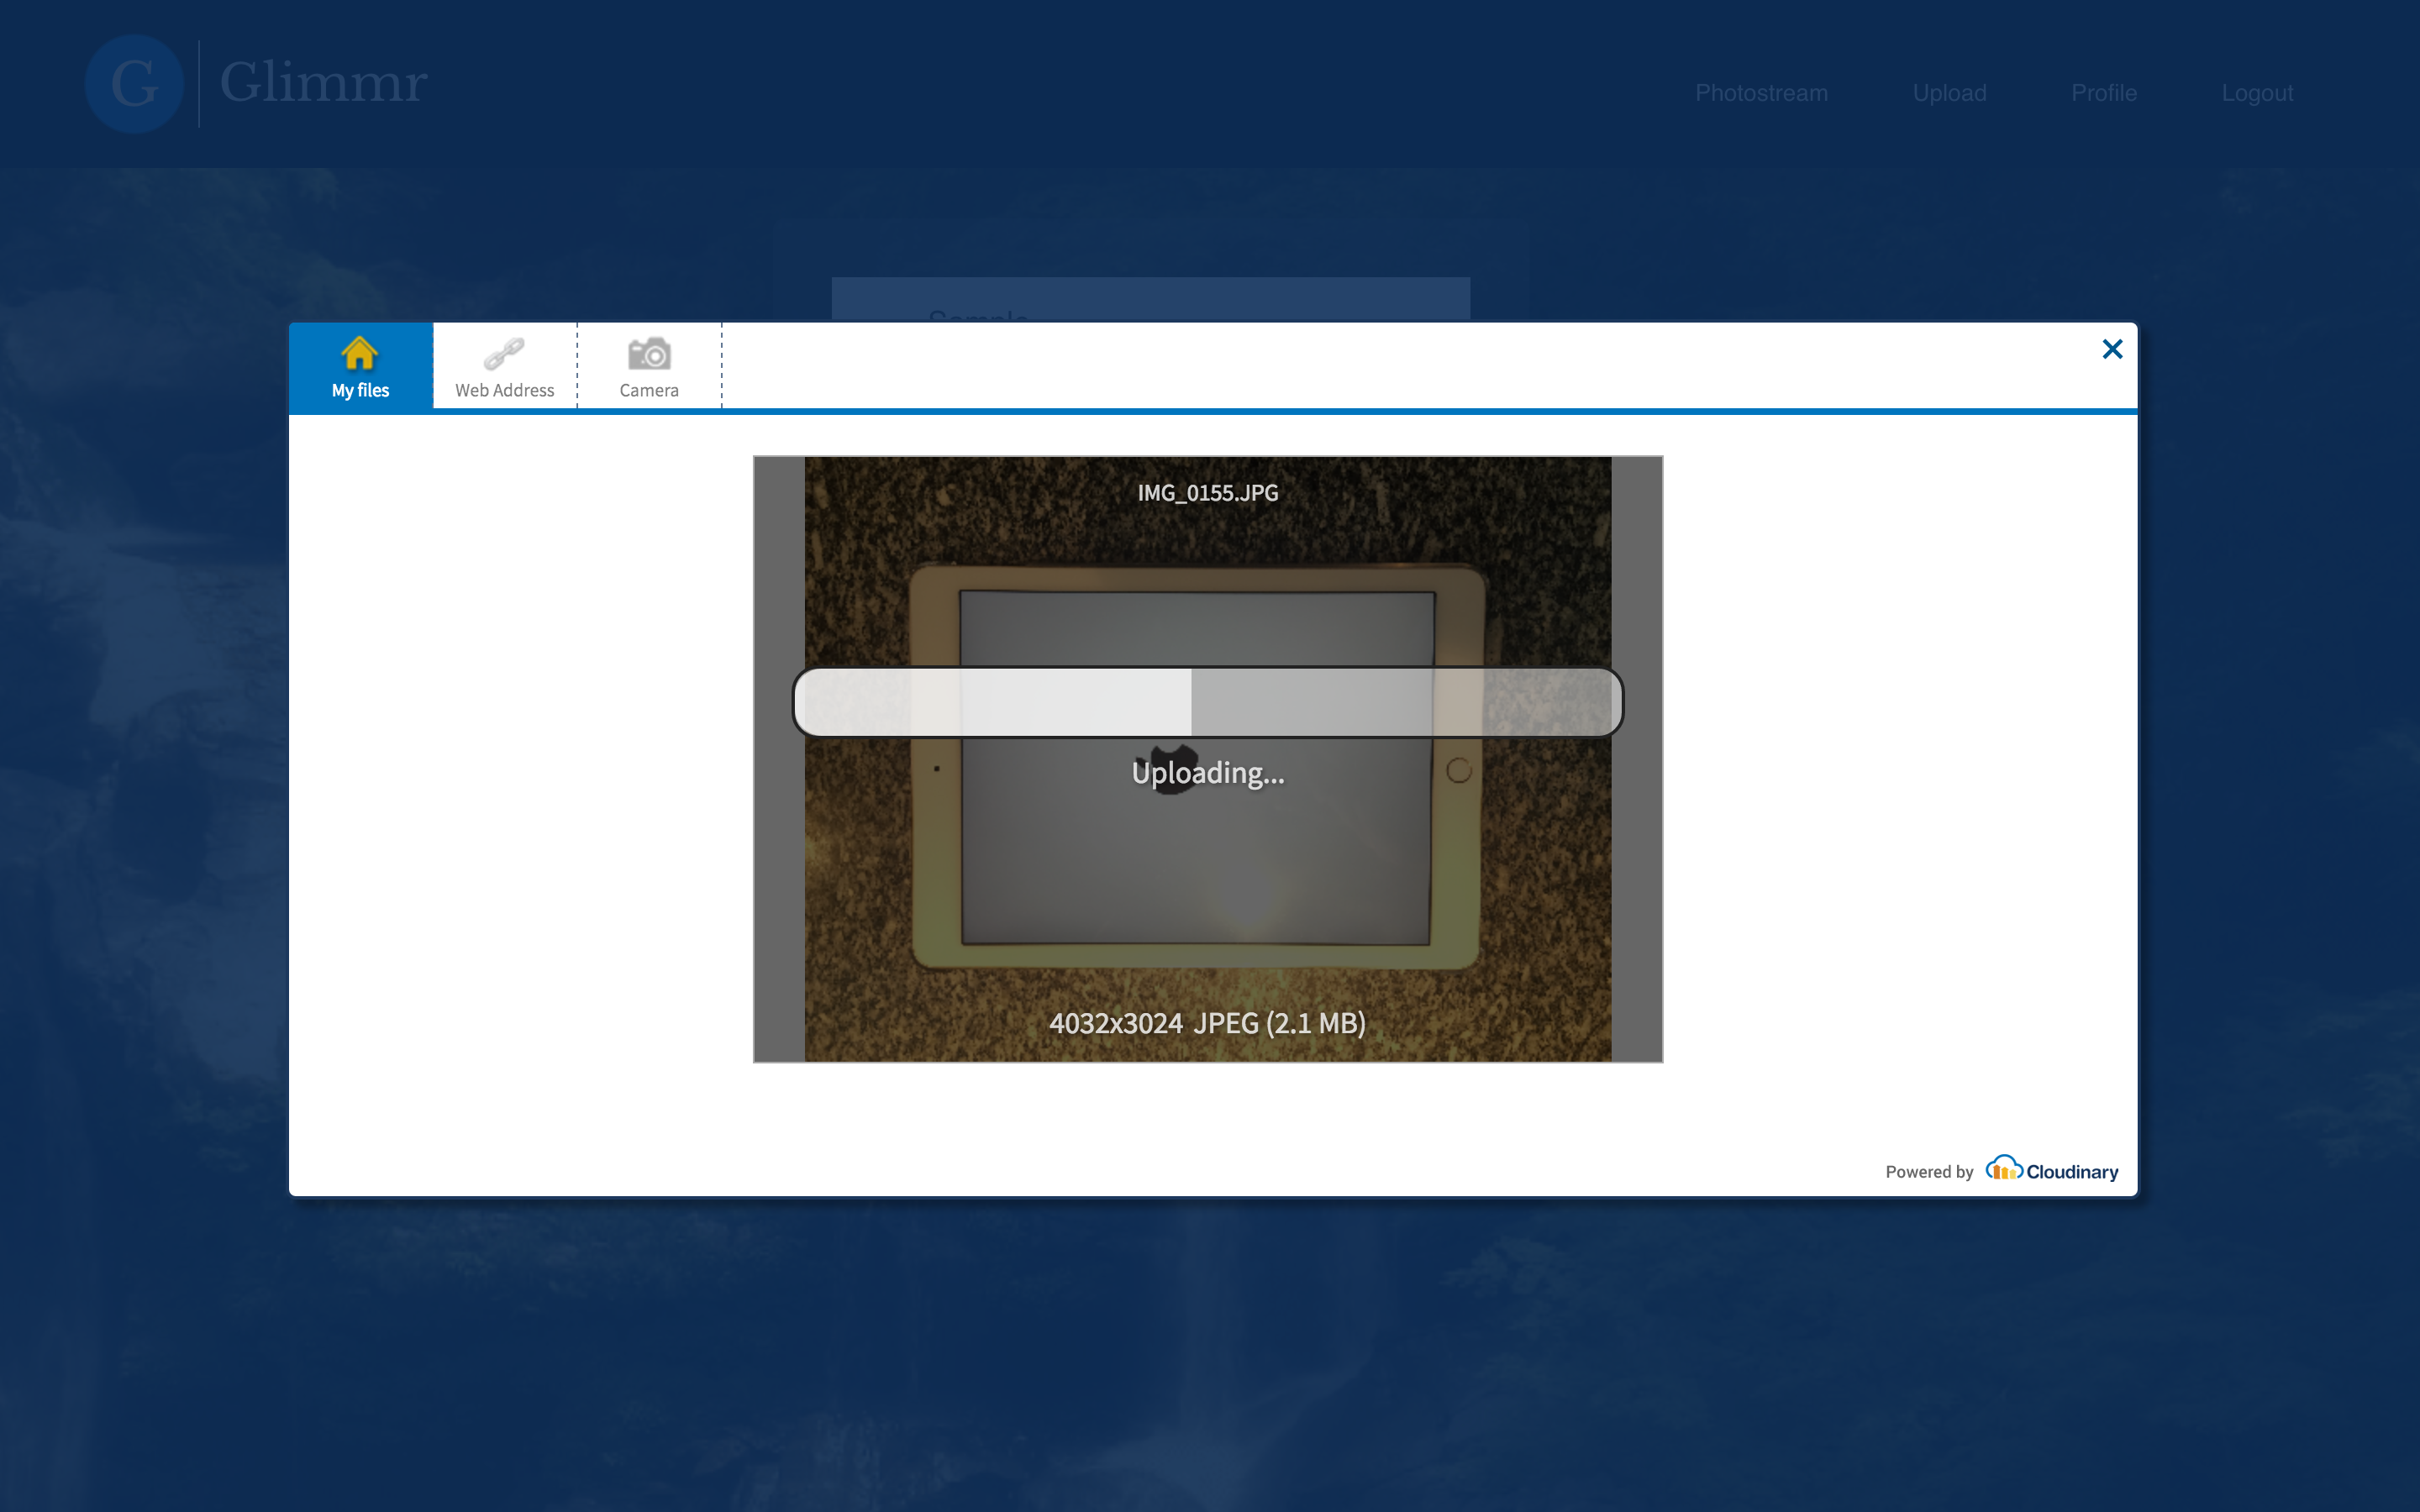 G Glimmr
Photostream Upload Profile Logout
Sample
My files Web Address Camera
IMG_0155.JPG
Uploading...
4032x3024 JPEG (2.1 MB)
Powered by Cloudinary